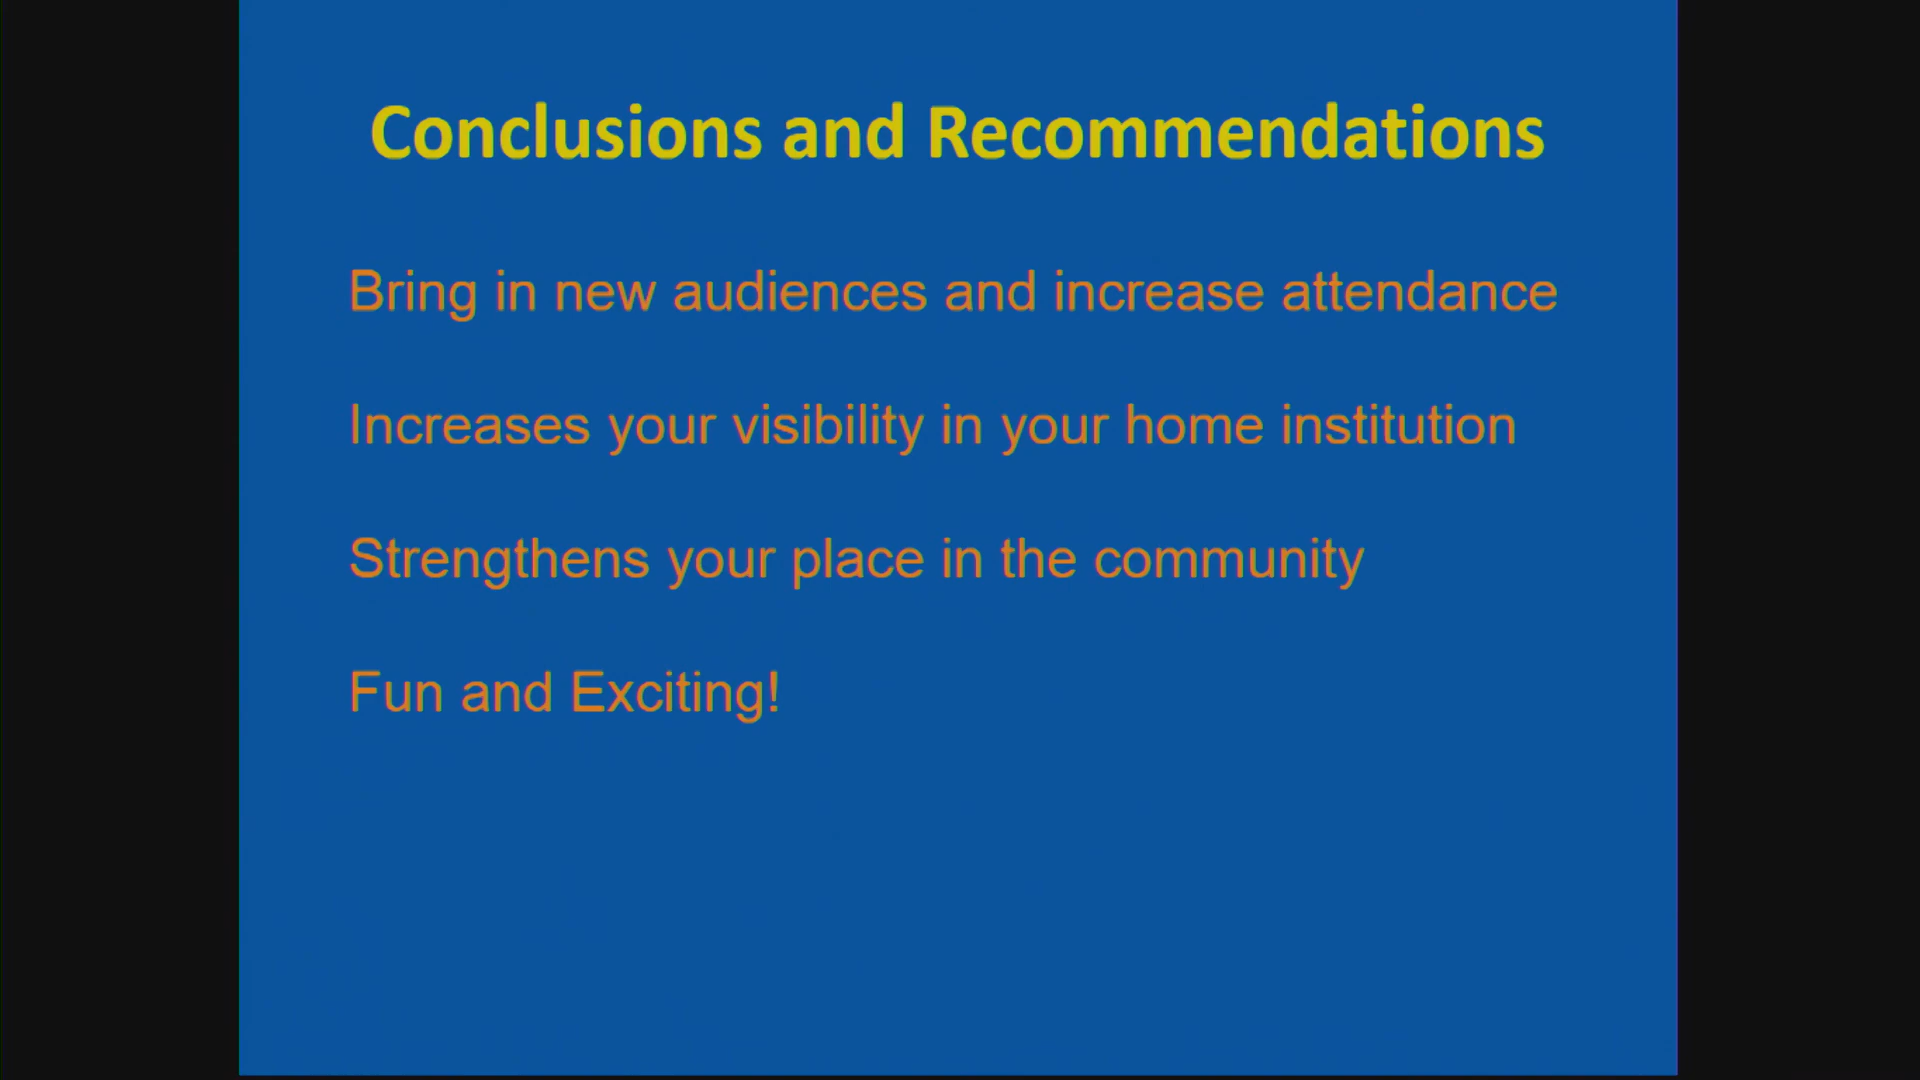 Conclusions and Recommendations
Bring in new audiences and increase attendance
Increases your visibility in your home institution
Strengthens your place in the community
Fun and Exciting!